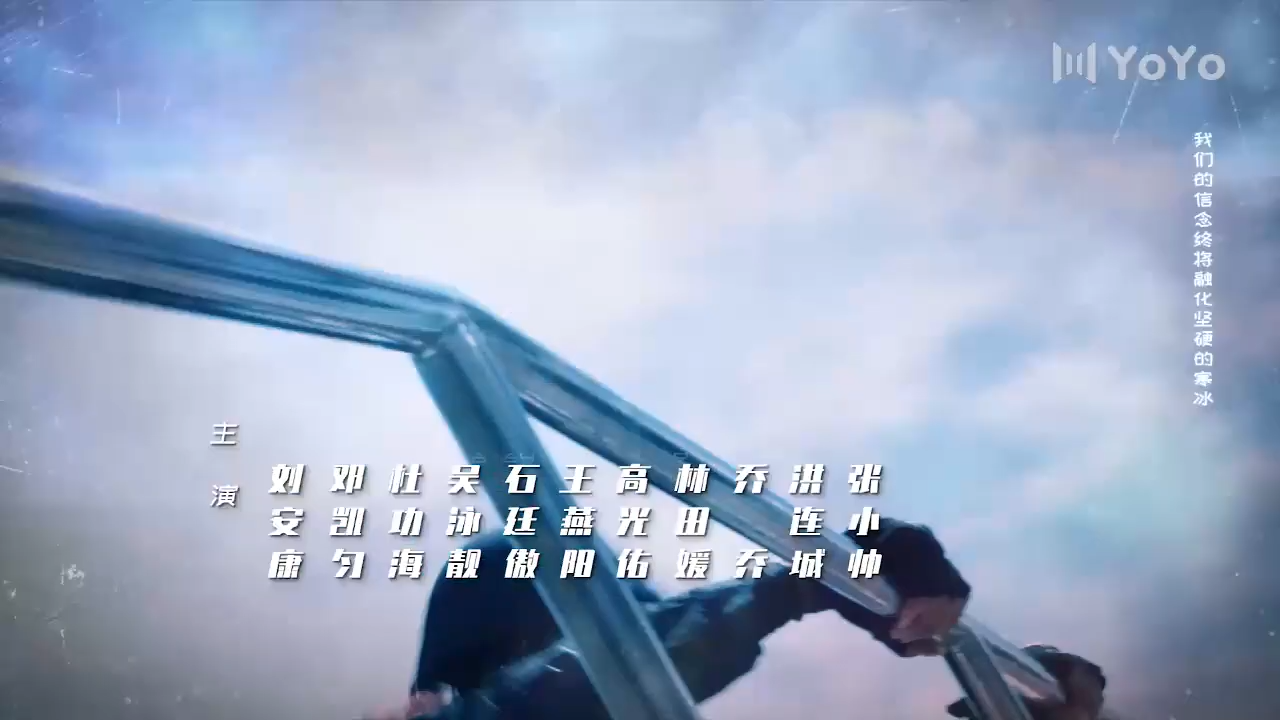 YoYo
我们的信念终将融化坚硬的寒冰
主演
刘安康
邓凯匀
杜功海
吴泳靓
石廷傲
王燕阳
高光佑
林田媛
乔乔
洪连城
张小帅